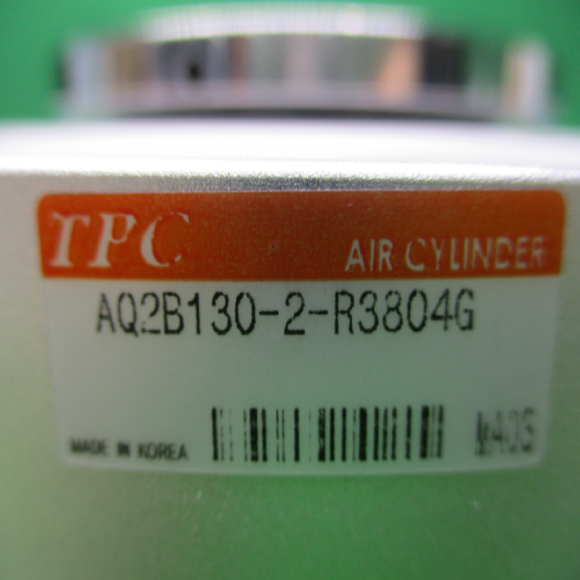 TPC
AIR CYLINDER
AQ2B130-2-R3804G
MADE IN KOREA